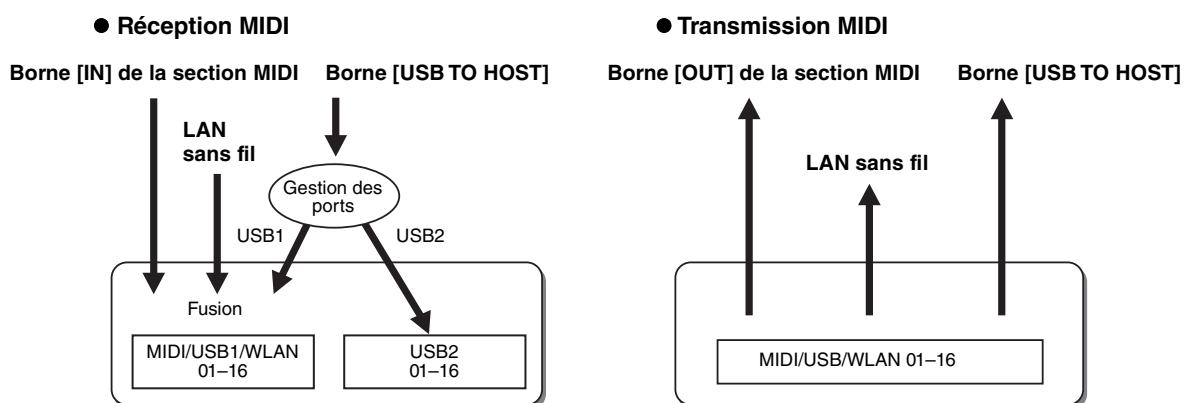 ● Réception MIDI
Borne [IN] de la section MIDI
Borne [USB TO HOST]
LAN
sans fil
Gestion des
ports
USB1
USB2
Fusion
MIDI/USB1/WLAN
01–16
USB2
01–16
● Transmission MIDI
Borne [OUT] de la section MIDI
Borne [USB TO HOST]
LAN sans fil
MIDI/USB/WLAN 01–16